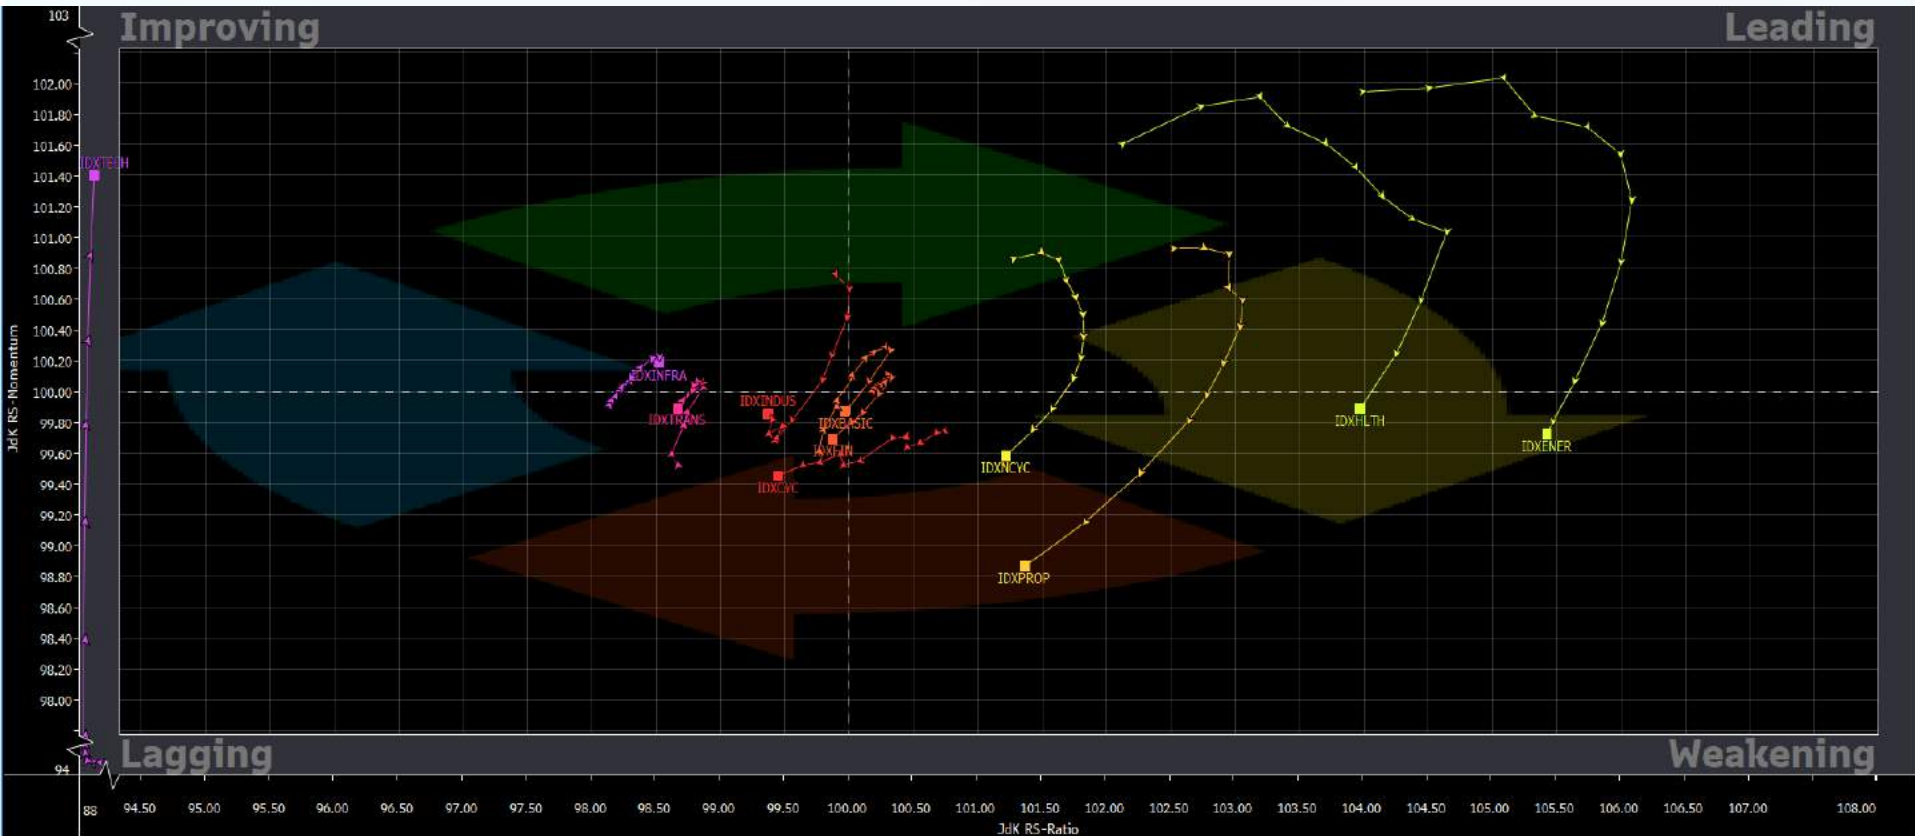 103
Improving
Leading
102.00
101.80
101.60
IDXTECH
101.40
101.20
101.00
100.80
100.60
100.40
100.20
IDXINFRA
100.00
IDXINDUS
IDXTRANS
IDXBASIC
IDXHLTH
99.80
IDXFIN
IDXENER
99.60
IDXNCYC
99.40
IDXCYC
99.20
99.00
98.80
IDXPROP
98.60
98.40
98.20
98.00
JdK RS-Momentum
94
Lagging
Weakening
88 94.50 95.00 95.50 96.00 96.50 97.00 97.50 98.00 98.50 99.00 99.50 100.00 100.50 101.00 101.50 102.00 102.50 103.00 103.50 104.00 104.50 105.00 105.50 106.00 106.50 107.00 108.00
JdK RS-Ratio